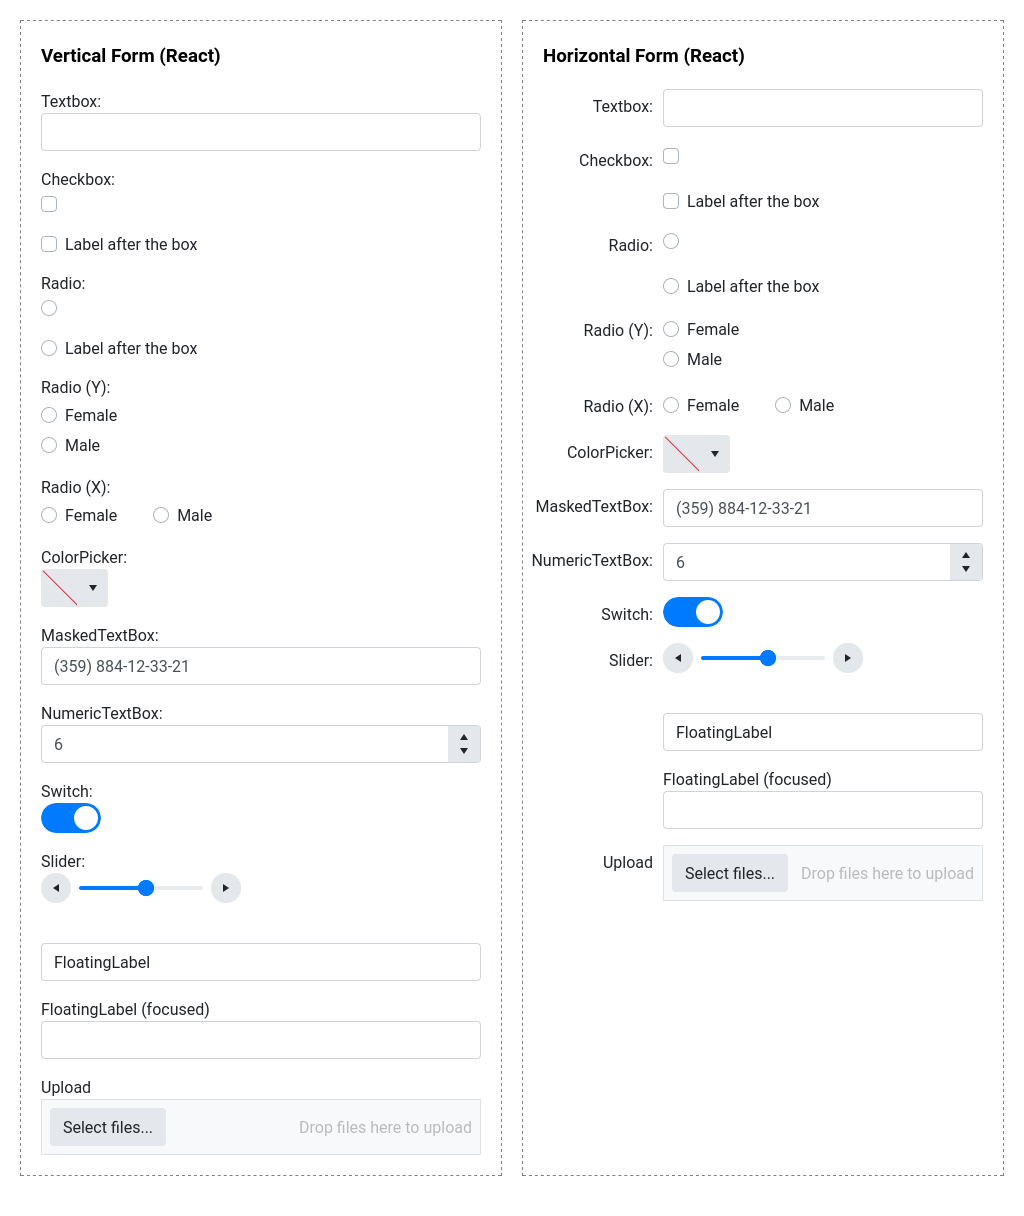 Vertical Form (React)
Textbox:
Checkbox:
Label after the box
Radio:
Label after the box
Radio (Y):
Female
Male
Radio (X):
Female Male
ColorPicker:
MaskedTextBox:
(359) 884-12-33-21
NumericTextBox:
6
Switch:
Slider:
FloatingLabel
FloatingLabel (focused)
Upload
Select files... Drop files here to upload
Horizontal Form (React)
Textbox:
Checkbox:
Label after the box
Radio:
Label after the box
Radio (Y): Female
Male
Radio (X): Female Male
ColorPicker:
MaskedTextBox: (359) 884-12-33-21
NumericTextBox: 6
Switch:
Slider:
FloatingLabel
FloatingLabel (focused)
Upload Select files... Drop files here to upload